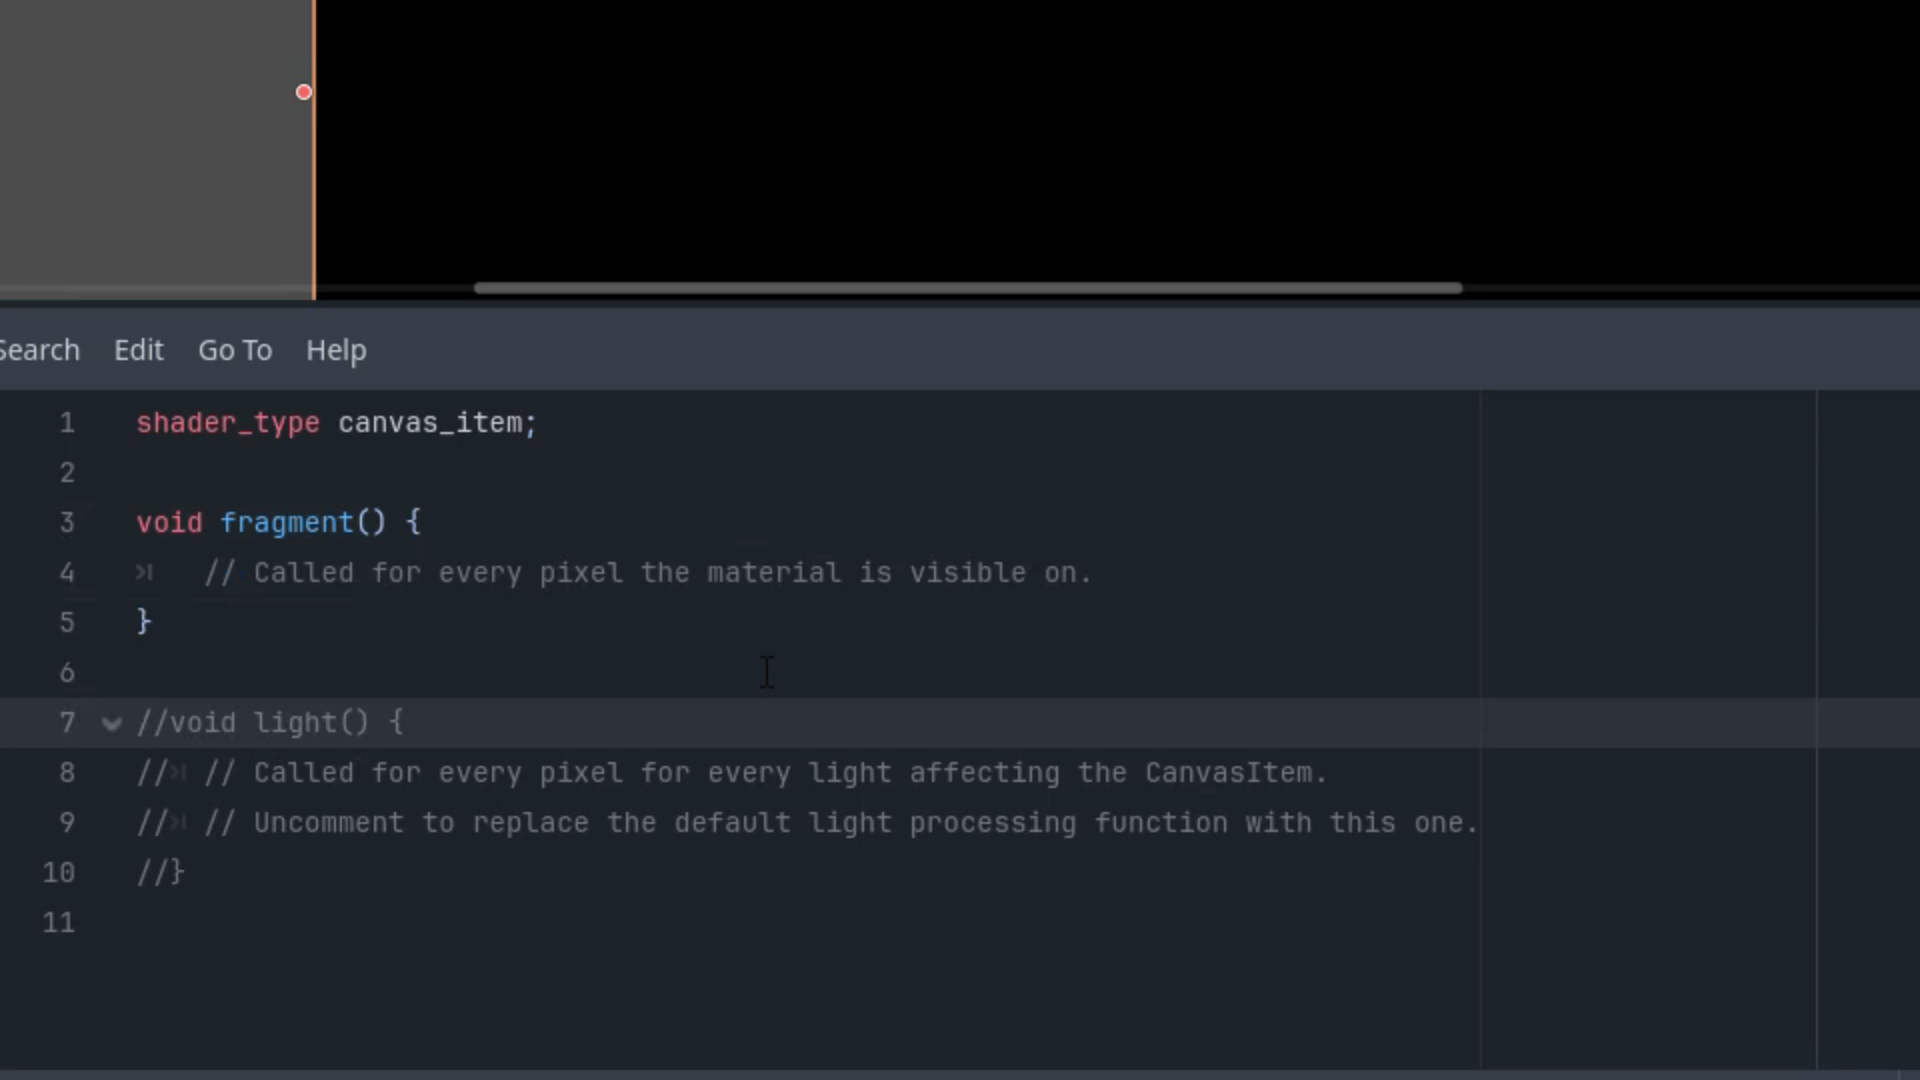 Search Edit Go To Help
1 shader_type canvas_item;
2
3 void fragment() {
4 // Called for every pixel the material is visible on.
5 }
6
7 //void light() {
8 // // Called for every pixel for every light affecting the CanvasItem.
9 // // Uncomment to replace the default light processing function with this one.
10 //}
11